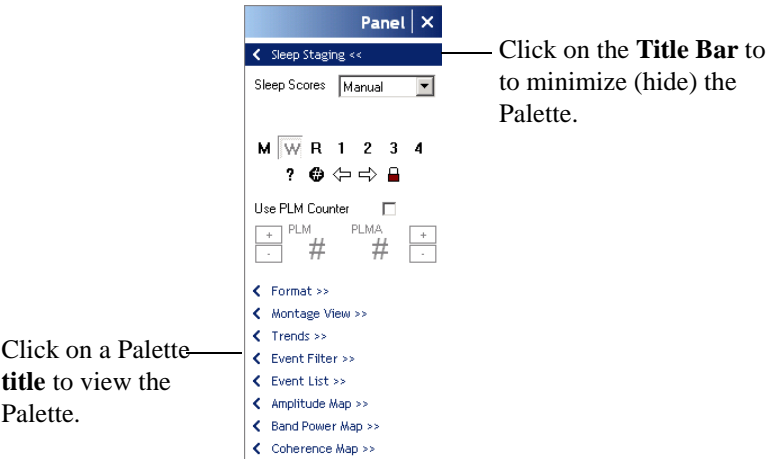 Panel ×
Sleep Staging <<
Click on the Title Bar to
to minimize (hide) the
Palette.
Sleep Scores Manual
M W R 1 2 3 4
? #
Use PLM Counter
+ PLM # PLMA # +
- -
Format >>
Montage View >>
Trends >>
Event Filter >>
Event List >>
Amplitude Map >>
Band Power Map >>
Coherence Map >>
Click on a Palette
title to view the
Palette.